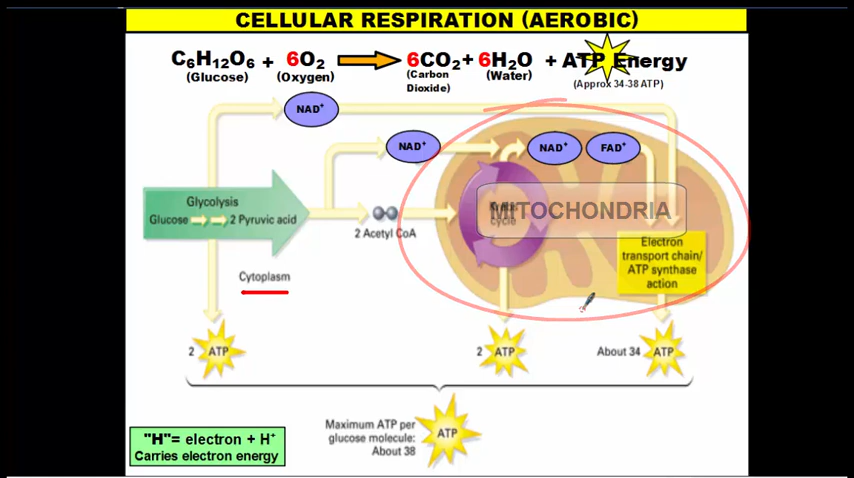 CELLULAR RESPIRATION (AEROBIC)
C₆H₁₂O₆ + 6O₂ 6CO₂ + 6H₂O + ATP Energy
(Glucose) (Oxygen) (Carbon Dioxide) (Water) (Approx 34-38 ATP)
NAD⁺
NAD⁺ NAD⁺ FAD⁺
Glycolysis
Glucose 2 Pyruvic acid
MITOCHONDRIA
cycle
2 Acetyl CoA
Electron
transport chain/
ATP synthase
action
Cytoplasm
2 ATP 2 ATP About 34 ATP
Maximum ATP per
glucose molecule:
About 38
ATP
"H"= electron + H⁺
Carries electron energy